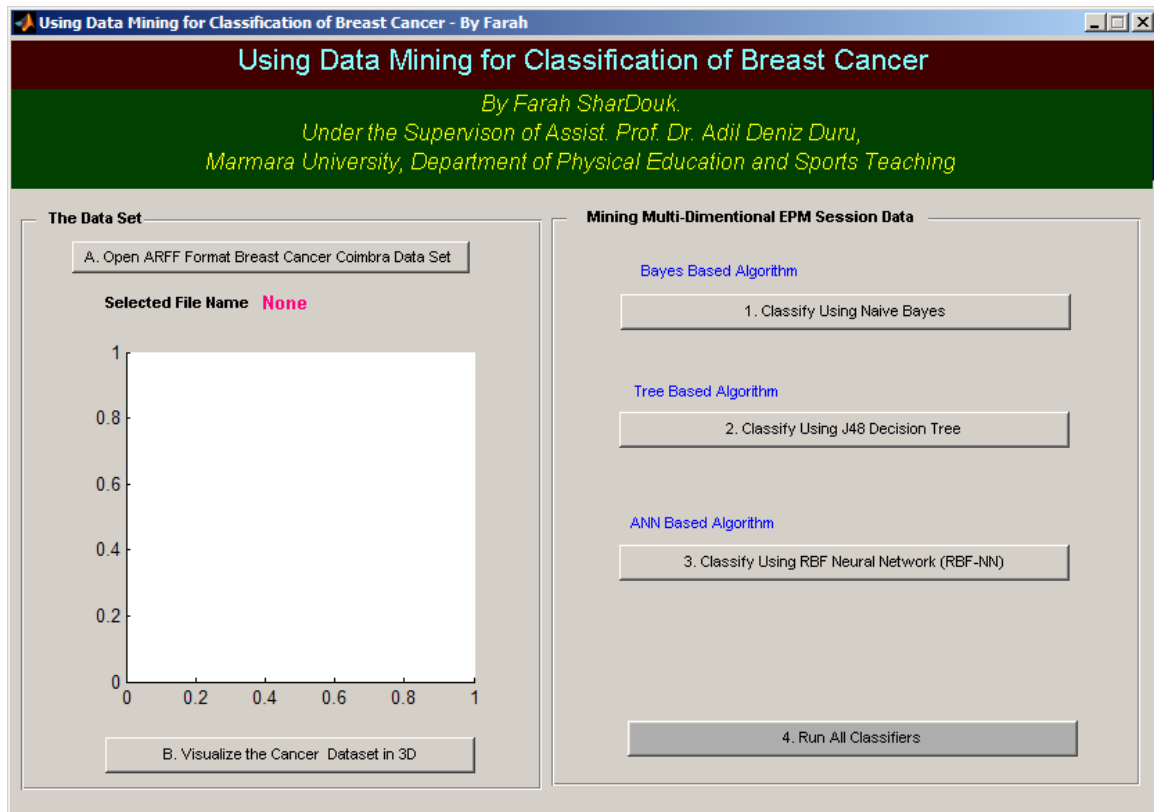 Using Data Mining for Classification of Breast Cancer - By Farah
Using Data Mining for Classification of Breast Cancer
By Farah SharDouk.
Under the Supervison of Assist. Prof. Dr. Adil Deniz Duru,
Marmara University, Department of Physical Education and Sports Teaching
The Data Set
A. Open ARFF Format Breast Cancer Coimbra Data Set
Selected File Name None
1
0.8
0.6
0.4
0.2
0
0 0.2 0.4 0.6 0.8 1
B. Visualize the Cancer Dataset in 3D
Mining Multi-Dimentional EPM Session Data
Bayes Based Algorithm
1. Classify Using Naive Bayes
Tree Based Algorithm
2. Classify Using J48 Decision Tree
ANN Based Algorithm
3. Classify Using RBF Neural Network (RBF-NN)
4. Run All Classifiers